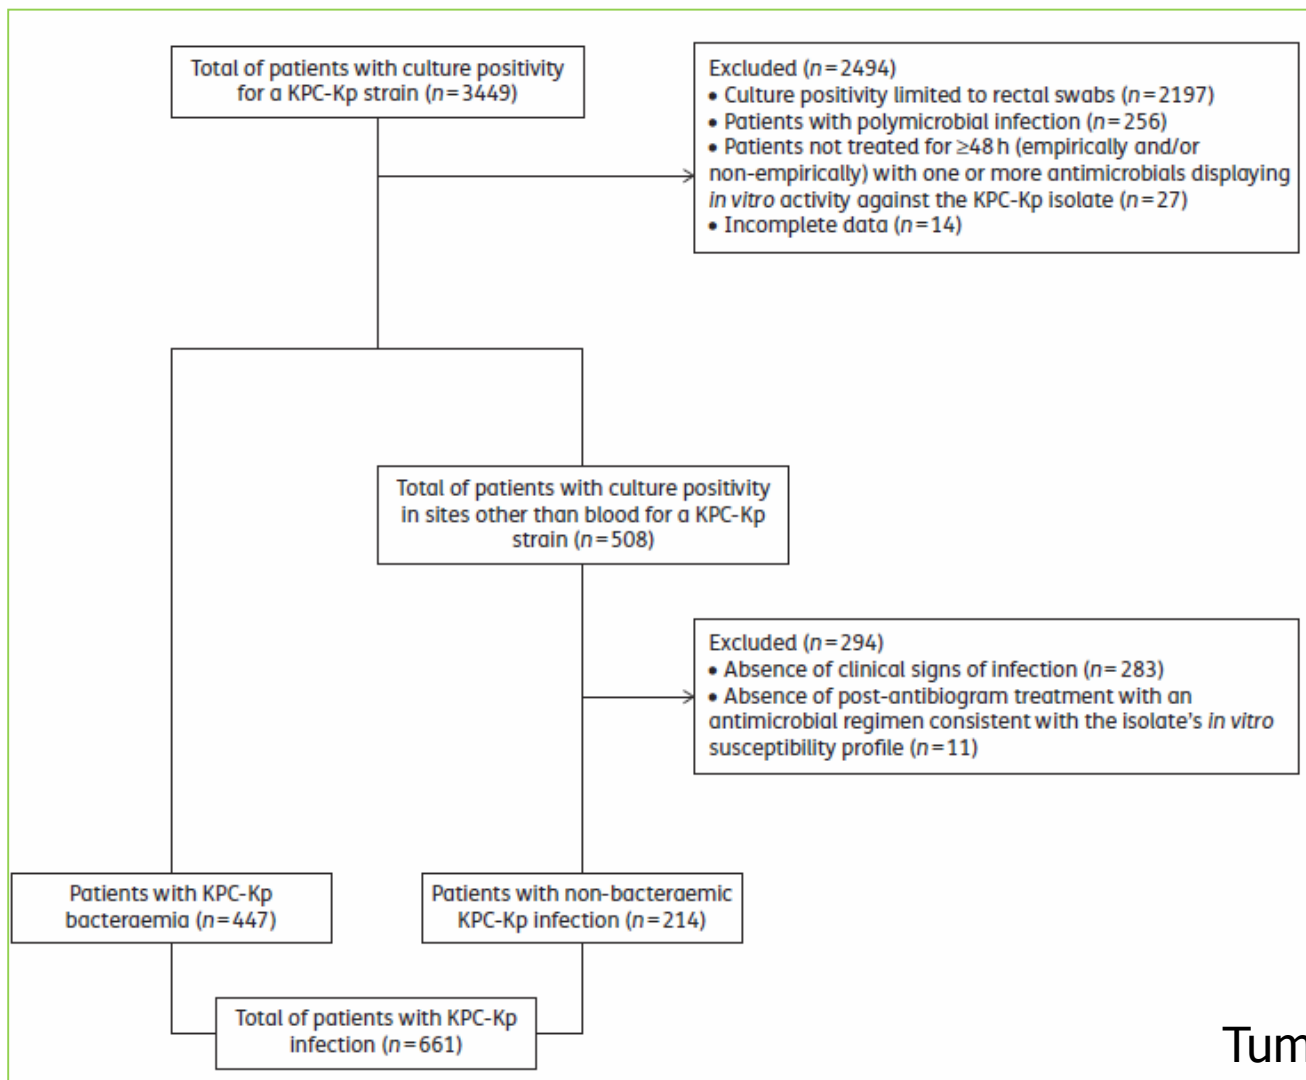 Total of patients with culture positivity
for a KPC-Kp strain (n=3449)
Excluded (n=2494)
• Culture positivity limited to rectal swabs (n=2197)
• Patients with polymicrobial infection (n=256)
• Patients not treated for ≥48 h (empirically and/or
non-empirically) with one or more antimicrobials displaying
in vitro activity against the KPC-Kp isolate (n=27)
• Incomplete data (n=14)
Total of patients with culture positivity
in sites other than blood for a KPC-Kp
strain (n=508)
Excluded (n=294)
• Absence of clinical signs of infection (n=283)
• Absence of post-antibiogram treatment with an
antimicrobial regimen consistent with the isolate's in vitro
susceptibility profile (n=11)
Patients with KPC-Kp
bacteraemia (n=447)
Patients with non-bacteraemic
KPC-Kp infection (n=214)
Total of patients with KPC-Kp
infection (n=661)
Tum